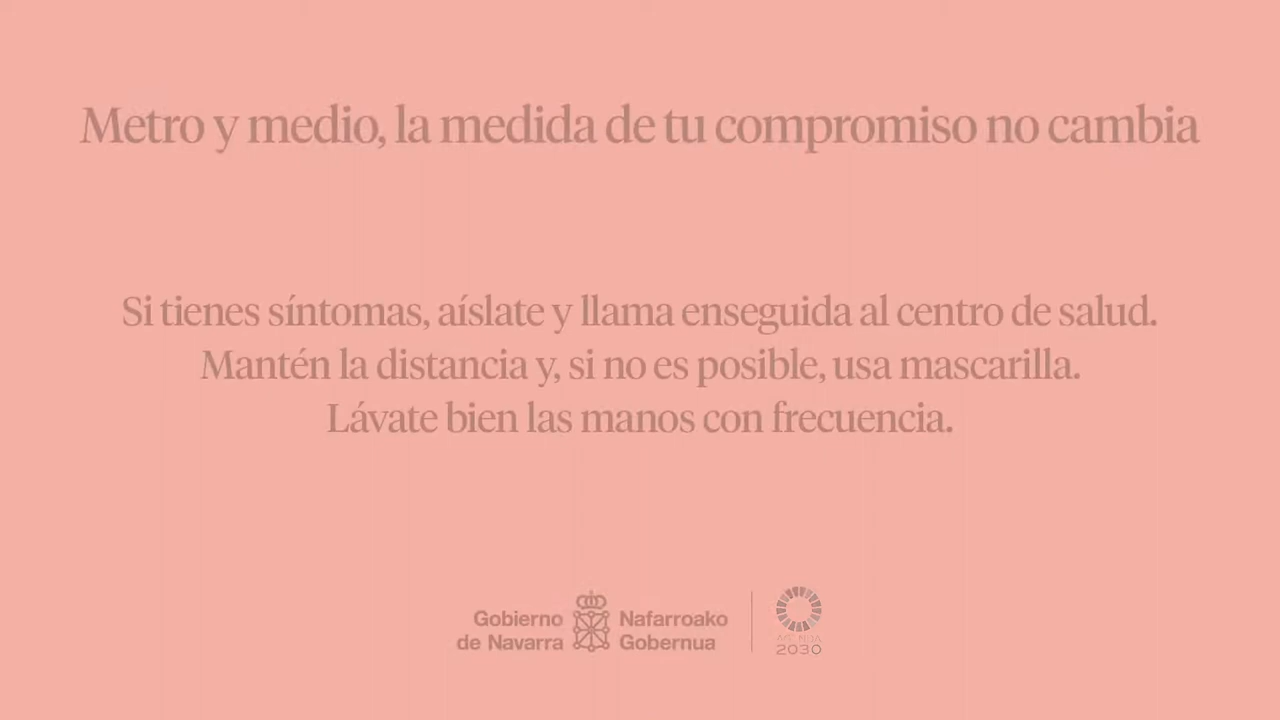 Metro y medio, la medida de tu compromiso no cambia
Si tienes síntomas, aíslate y llama enseguida al centro de salud.
Mantén la distancia y, si no es posible, usa mascarilla.
Lávate bien las manos con frecuencia.
Gobierno de Navarra
Nafarroako Gobernua
AGENDA
2030